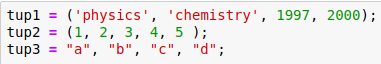 tup1 = ('physics', 'chemistry', 1997, 2000);
tup2 = (1, 2, 3, 4, 5 );
tup3 = "a", "b", "c", "d";